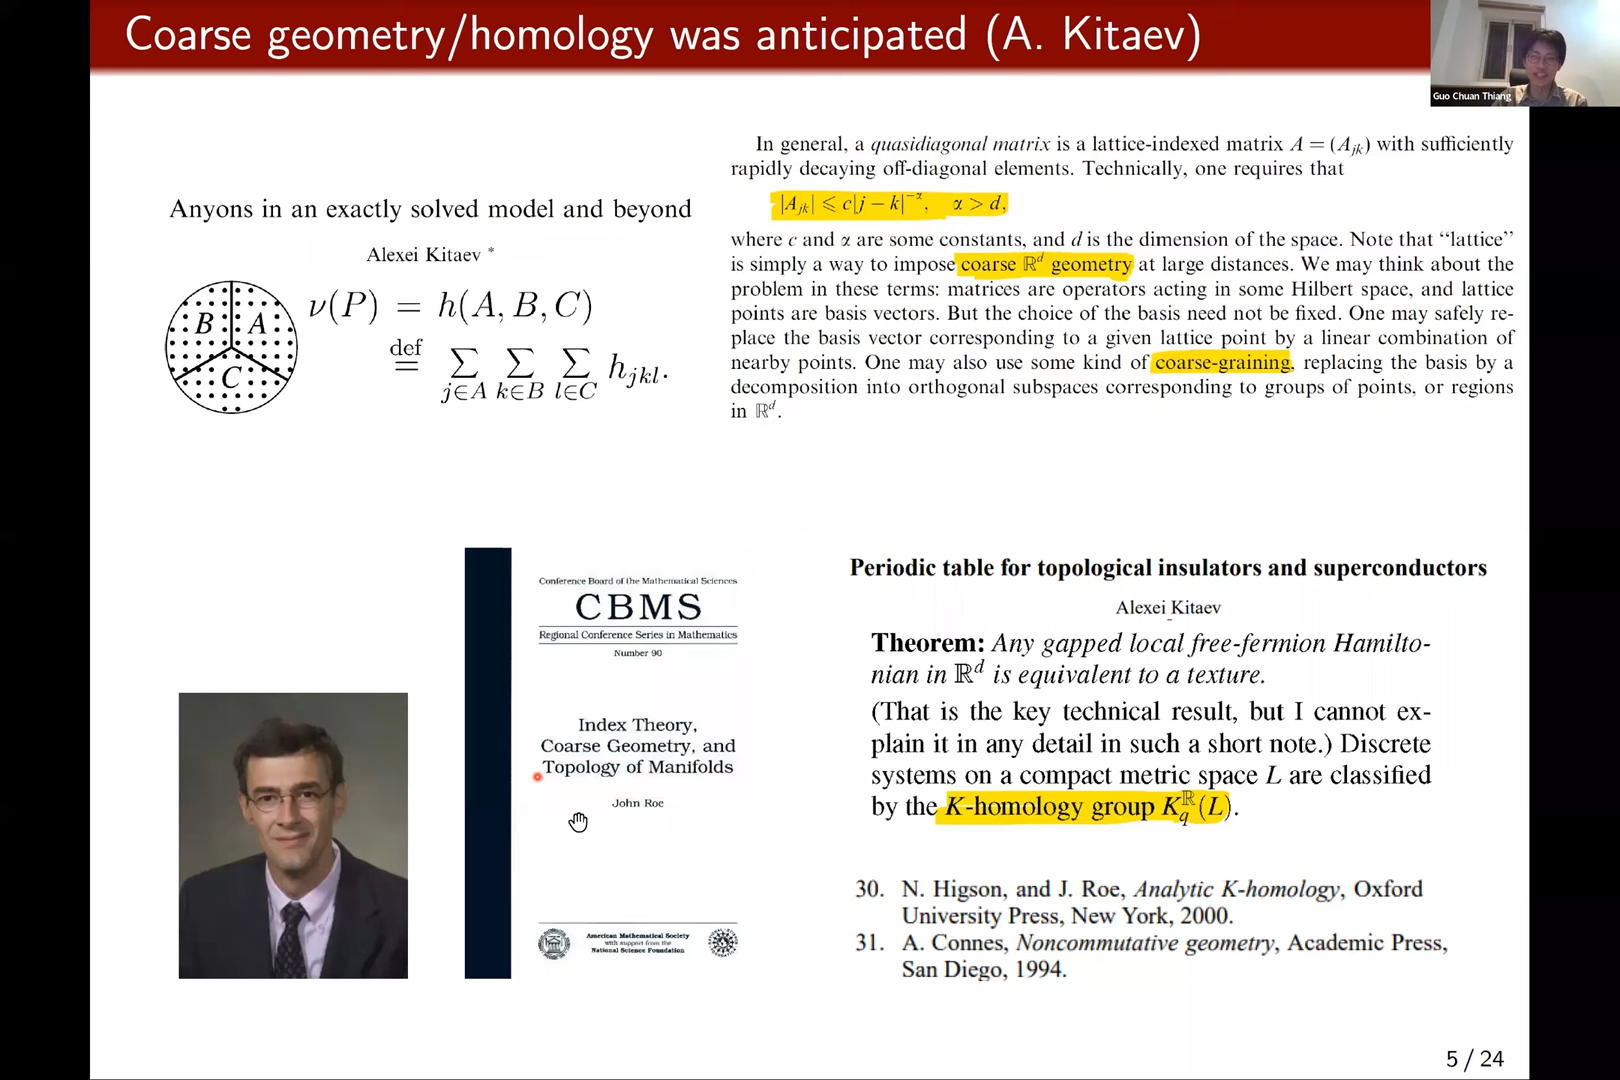 Coarse geometry/homology was anticipated (A. Kitaev)
Guo Chuan Thiang
Anyons in an exactly solved model and beyond
Alexei Kitaev *
B A C
ν(P) = h(A, B, C)
def
= ∑ ∑ ∑ h_{jkl}.
j∈A k∈B l∈C
In general, a quasidiagonal matrix is a lattice-indexed matrix A = (A_{jk}) with sufficiently
rapidly decaying off-diagonal elements. Technically, one requires that
|A_{jk}| ⩽ c|j − k|^{−α}, α > d,
where c and α are some constants, and d is the dimension of the space. Note that “lattice”
is simply a way to impose coarse ℝ^d geometry at large distances. We may think about the
problem in these terms: matrices are operators acting in some Hilbert space, and lattice
points are basis vectors. But the choice of the basis need not be fixed. One may safely re-
place the basis vector corresponding to a given lattice point by a linear combination of
nearby points. One may also use some kind of coarse-graining, replacing the basis by a
decomposition into orthogonal subspaces corresponding to groups of points, or regions
in ℝ^d.
Conference Board of the Mathematical Sciences
CBMS
Regional Conference Series in Mathematics
Number 90
Index Theory,
Coarse Geometry, and
Topology of Manifolds
John Roe
American Mathematical Society
with support from the
National Science Foundation
Periodic table for topological insulators and superconductors
Alexei Kitaev
Theorem: Any gapped local free-fermion Hamilto-
nian in ℝ^d is equivalent to a texture.
(That is the key technical result, but I cannot ex-
plain it in any detail in such a short note.) Discrete
systems on a compact metric space L are classified
by the K-homology group K_q^ℝ(L).
30. N. Higson, and J. Roe, Analytic K-homology, Oxford
University Press, New York, 2000.
31. A. Connes, Noncommutative geometry, Academic Press,
San Diego, 1994.
5 / 24